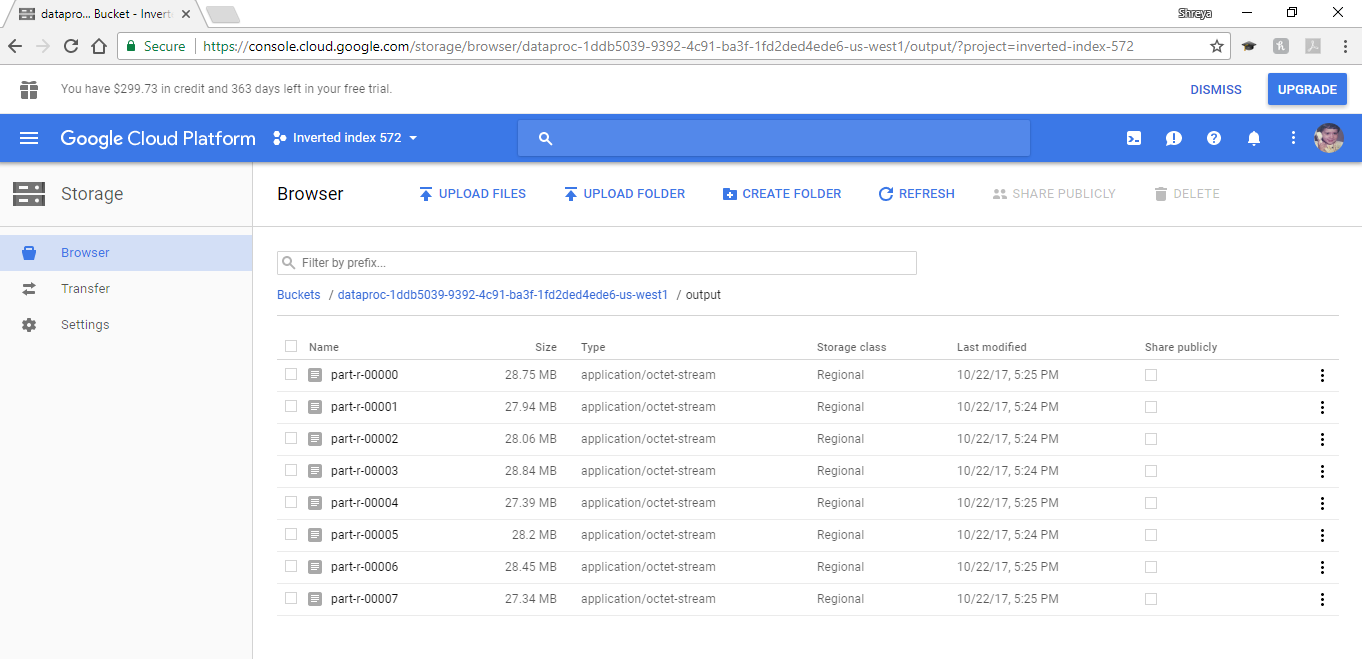 datapro... Bucket - Invert
Shreya
Secure https://console.cloud.google.com/storage/browser/dataproc-1ddb5039-9392-4c91-ba3f-1fd2ded4ede6-us-west1/output/?project=inverted-index-572
You have $299.73 in credit and 363 days left in your free trial. DISMISS UPGRADE
Google Cloud Platform Inverted index 572
Storage
Browser UPLOAD FILES UPLOAD FOLDER CREATE FOLDER REFRESH SHARE PUBLICLY DELETE
Browser
Transfer
Settings
Filter by prefix...
Buckets / dataproc-1ddb5039-9392-4c91-ba3f-1fd2ded4ede6-us-west1 / output
Name Size Type Storage class Last modified Share publicly
part-r-00000 28.75 MB application/octet-stream Regional 10/22/17, 5:25 PM
part-r-00001 27.94 MB application/octet-stream Regional 10/22/17, 5:24 PM
part-r-00002 28.06 MB application/octet-stream Regional 10/22/17, 5:24 PM
part-r-00003 28.84 MB application/octet-stream Regional 10/22/17, 5:24 PM
part-r-00004 27.39 MB application/octet-stream Regional 10/22/17, 5:25 PM
part-r-00005 28.2 MB application/octet-stream Regional 10/22/17, 5:24 PM
part-r-00006 28.45 MB application/octet-stream Regional 10/22/17, 5:25 PM
part-r-00007 27.34 MB application/octet-stream Regional 10/22/17, 5:25 PM